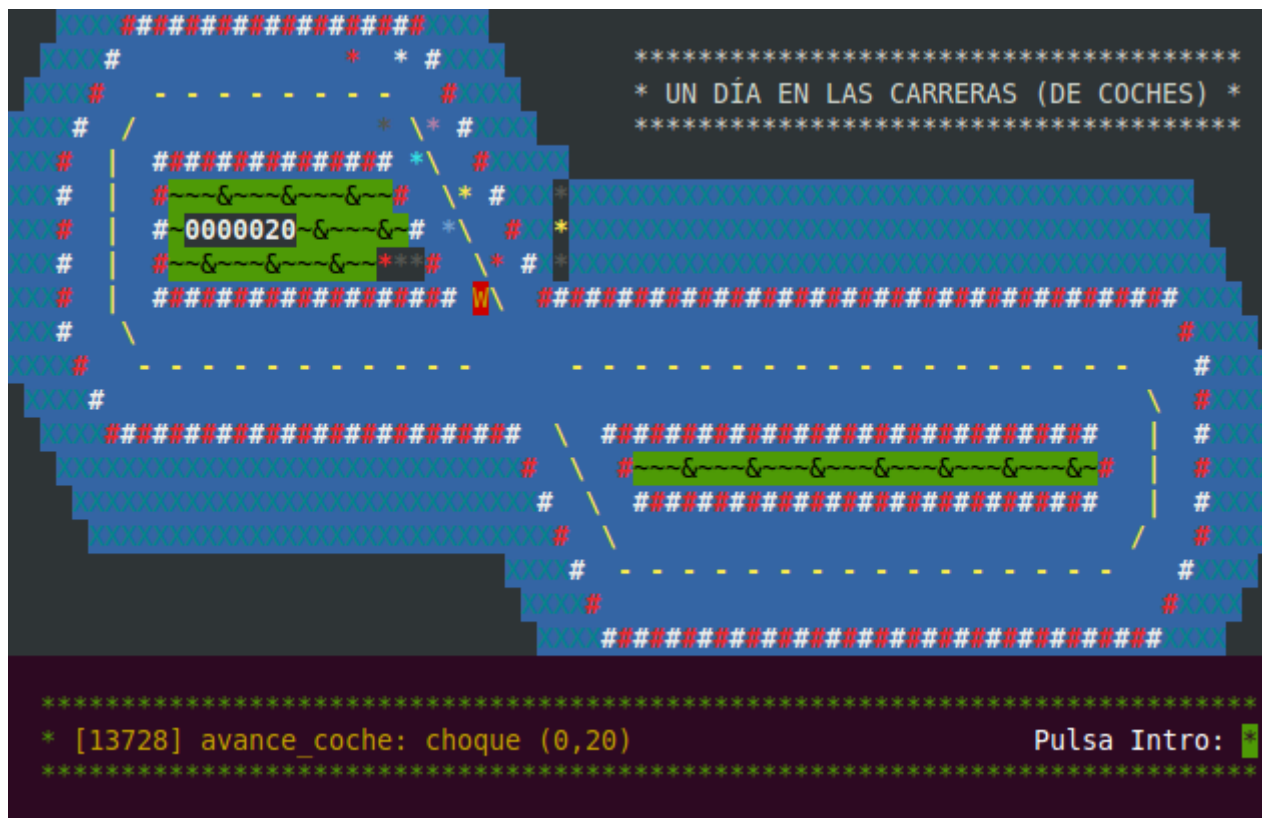 ***************************************
* UN DÍA EN LAS CARRERAS (DE COCHES) *
***************************************
0000020
W
* [13728] avance_coche: choque (0,20) Pulsa Intro: *